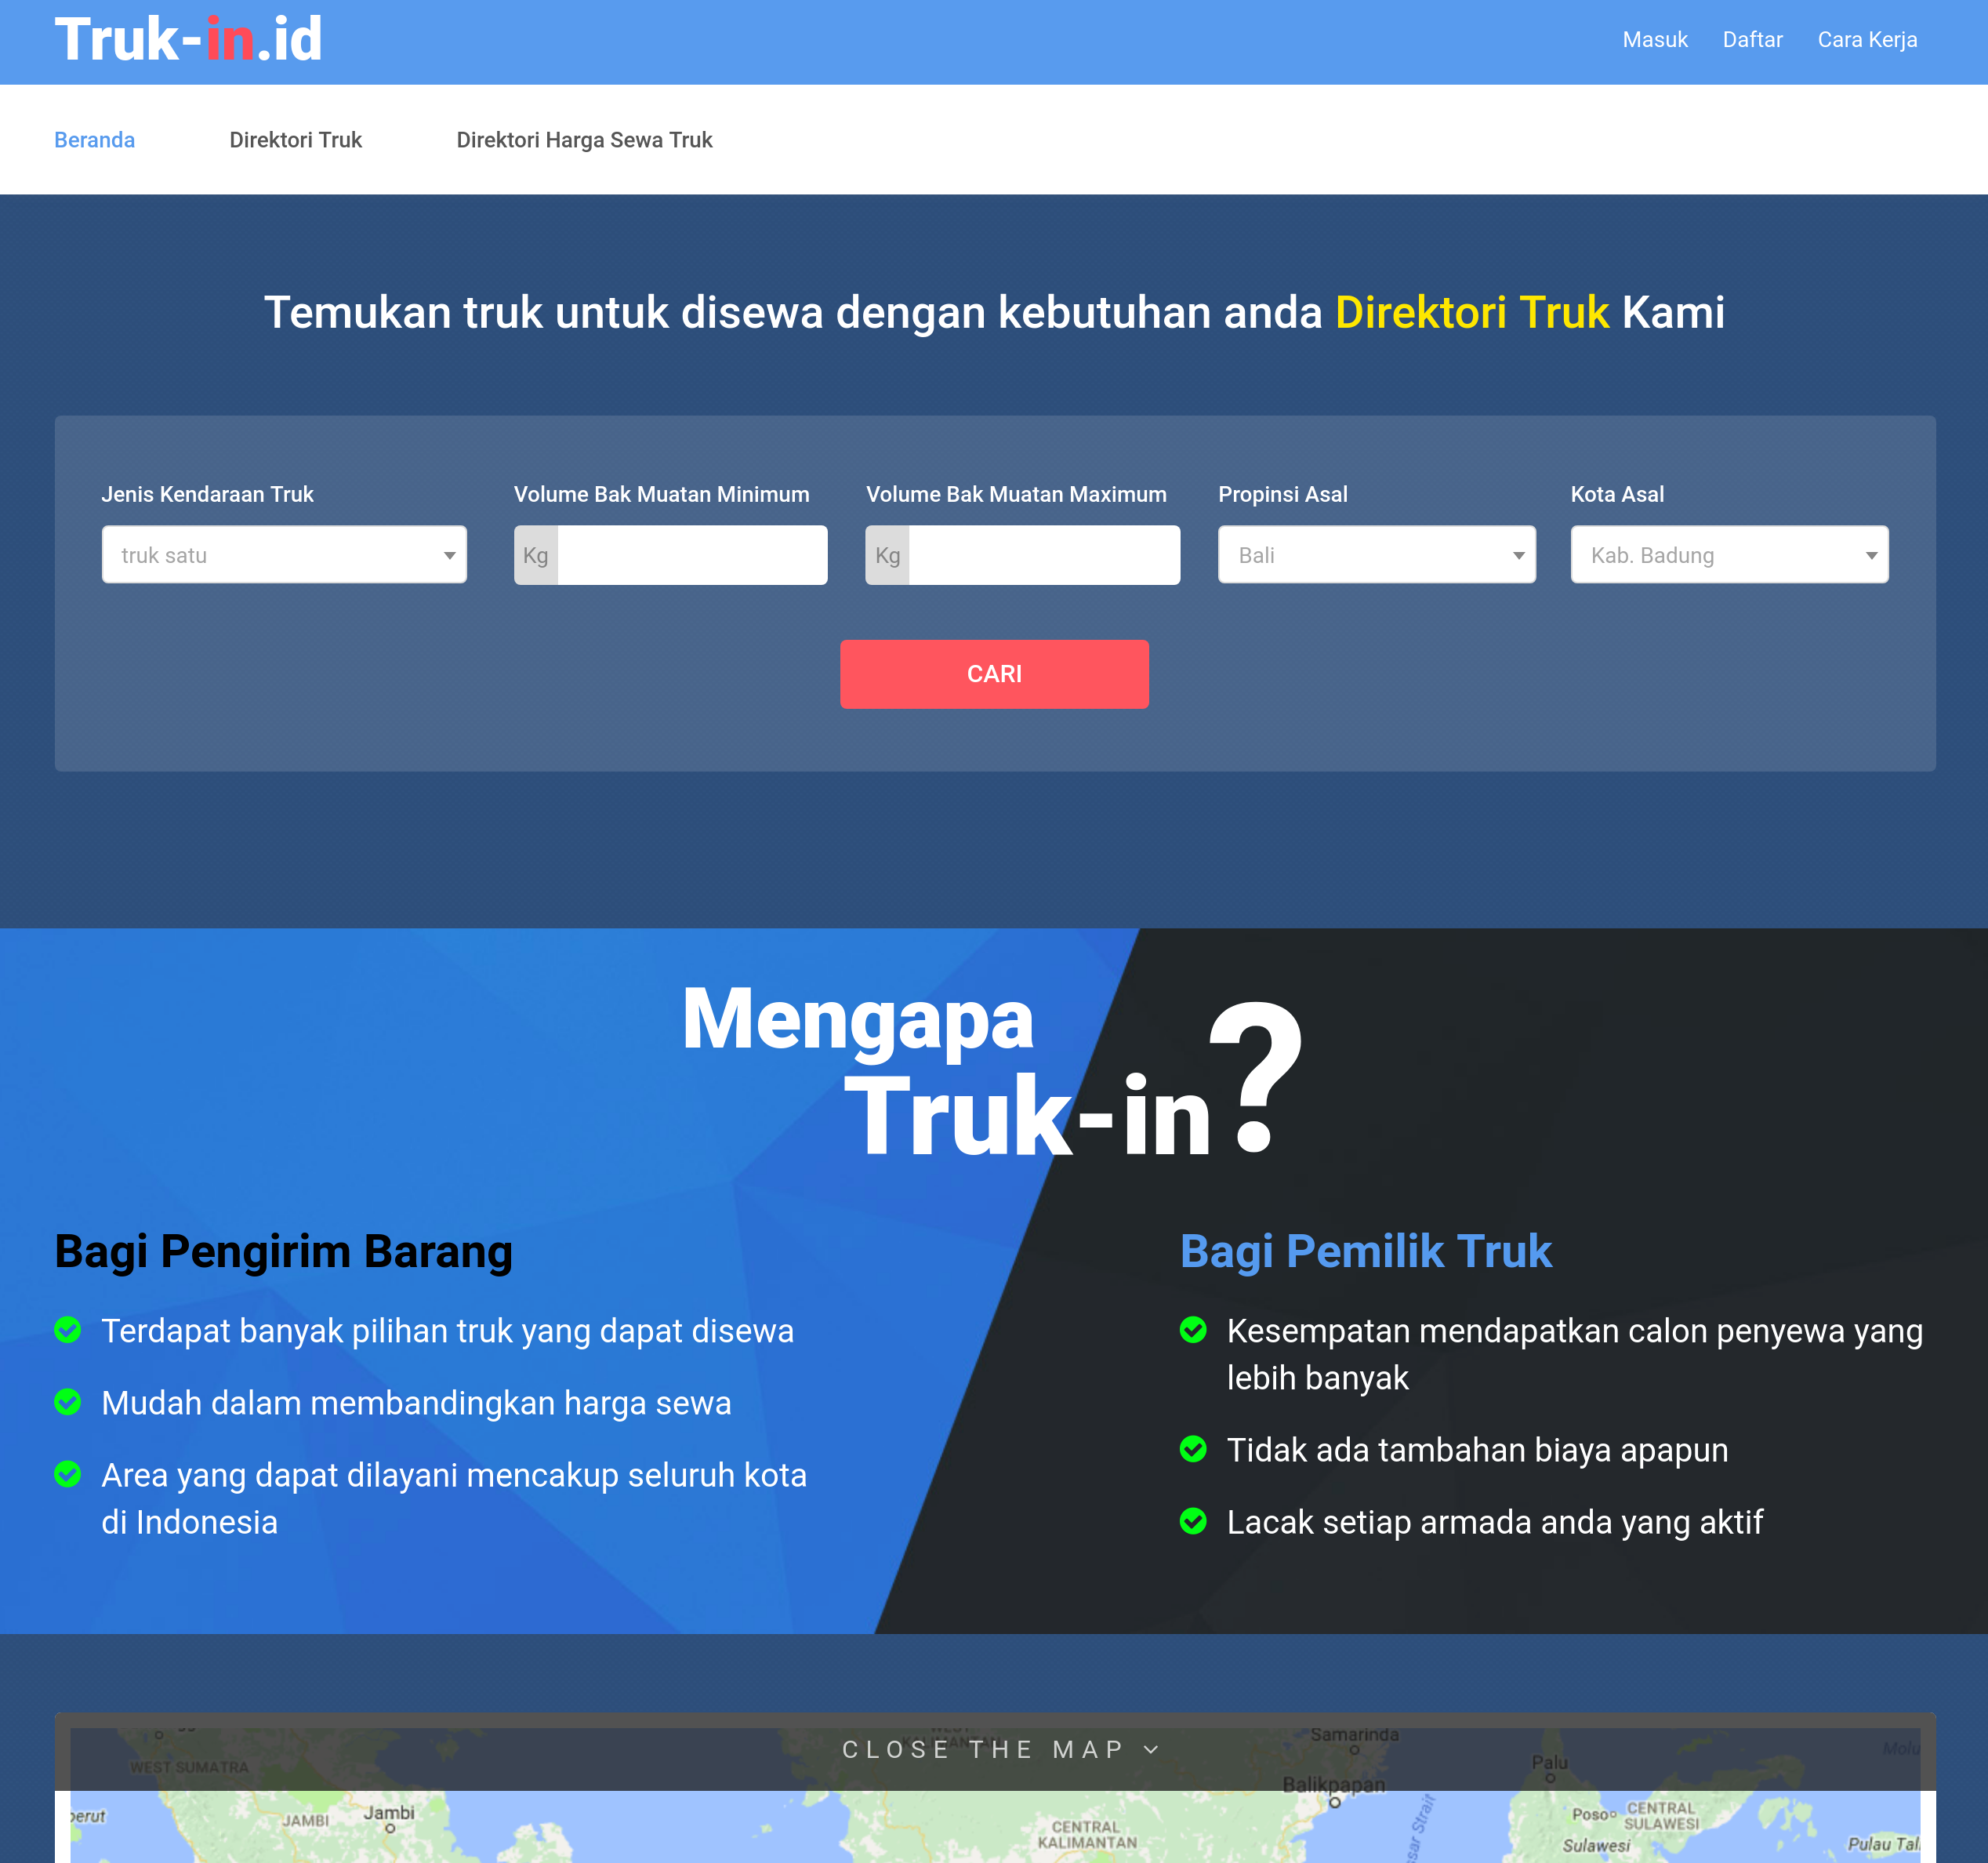 Truk-in.id
Masuk Daftar Cara Kerja
Beranda Direktori Truk Direktori Harga Sewa Truk
Temukan truk untuk disewa dengan kebutuhan anda Direktori Truk Kami
Jenis Kendaraan Truk Volume Bak Muatan Minimum Volume Bak Muatan Maximum Propinsi Asal Kota Asal
truk satu Kg Kg Bali Kab. Badung
CARI
Mengapa
Truk-in?
Bagi Pengirim Barang
Terdapat banyak pilihan truk yang dapat disewa
Mudah dalam membandingkan harga sewa
Area yang dapat dilayani mencakup seluruh kota
di Indonesia
Bagi Pemilik Truk
Kesempatan mendapatkan calon penyewa yang
lebih banyak
Tidak ada tambahan biaya apapun
Lacak setiap armada anda yang aktif
CLOSE THE MAP
KALIMANTAN
Samarinda
WEST SUMATRA
Palu
Balikpapan
Jambi
JAMBI
Poso
CENTRAL
SULAWESI
CENTRAL
KALIMANTAN
Sulawesi
Strait
Pulau